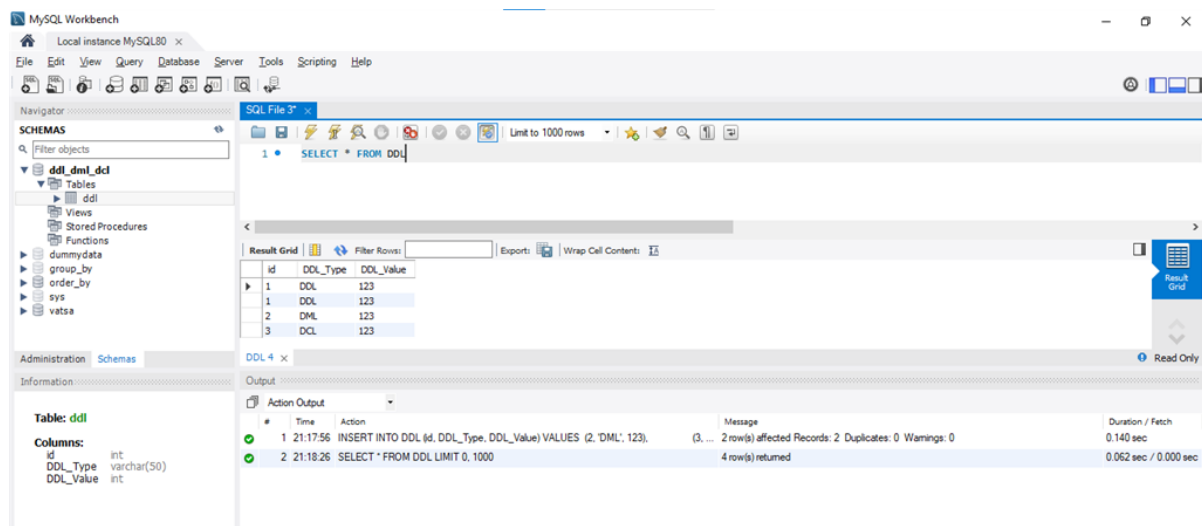 MySQL Workbench
Local instance MySQL80 ×
File Edit View Query Database Server Tools Scripting Help
Navigator
SQL File 3* ×
SCHEMAS
Limit to 1000 rows
Filter objects
1 SELECT * FROM DDL
ddl_dml_dcl
Tables
ddl
Views
Stored Procedures
Functions
dummydata
group_by
order_by
sys
vatsa
Result Grid Filter Rows: Export: Wrap Cell Content:
id DDL_Type DDL_Value
1 DDL 123
1 DDL 123
2 DML 123
3 DCL 123
Result
Grid
Administration Schemas
DDL 4 ×
Read Only
Information
Output
Action Output
Table: ddl
Columns:
id int
DDL_Type varchar(50)
DDL_Value int
# Time Action Message Duration / Fetch
1 21:17:56 INSERT INTO DDL (id, DDL_Type, DDL_Value) VALUES (2, 'DML', 123), (3, ... 2 row(s) affected Records: 2 Duplicates: 0 Warnings: 0 0.140 sec
2 21:18:26 SELECT * FROM DDL LIMIT 0, 1000 4 row(s) returned 0.062 sec / 0.000 sec